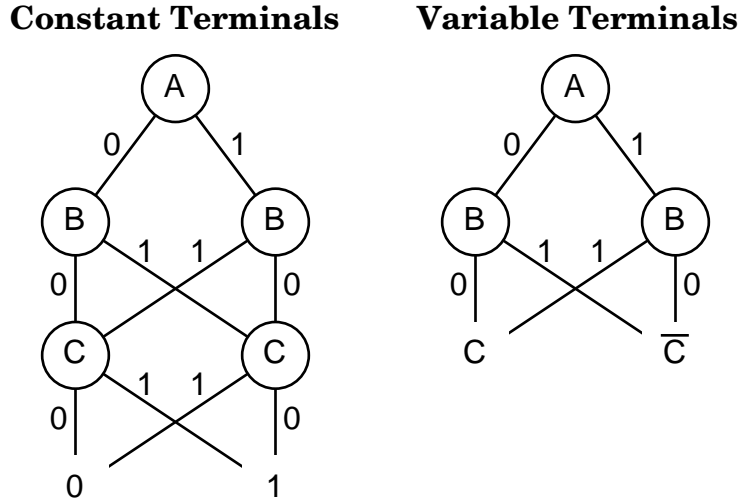 Constant Terminals Variable Terminals
A A
0 1 0 1
B B B B
1 1 1 1
0 0 0 0
C C C C̅
1 1
0 0
0 1